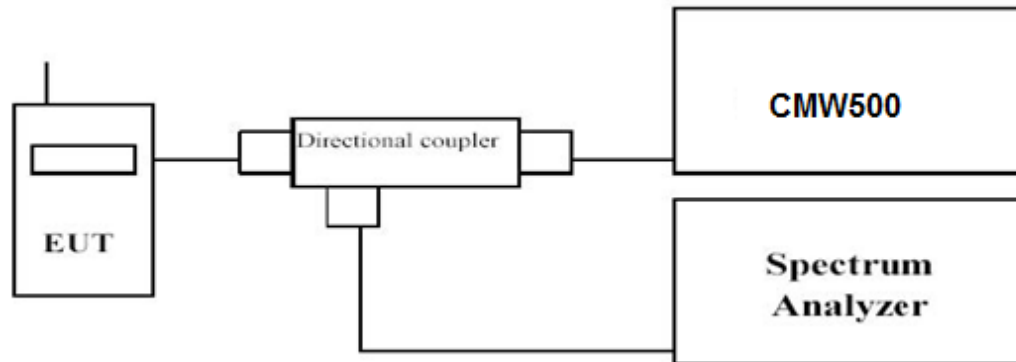 EUT
Directional coupler
CMW500
Spectrum
Analyzer